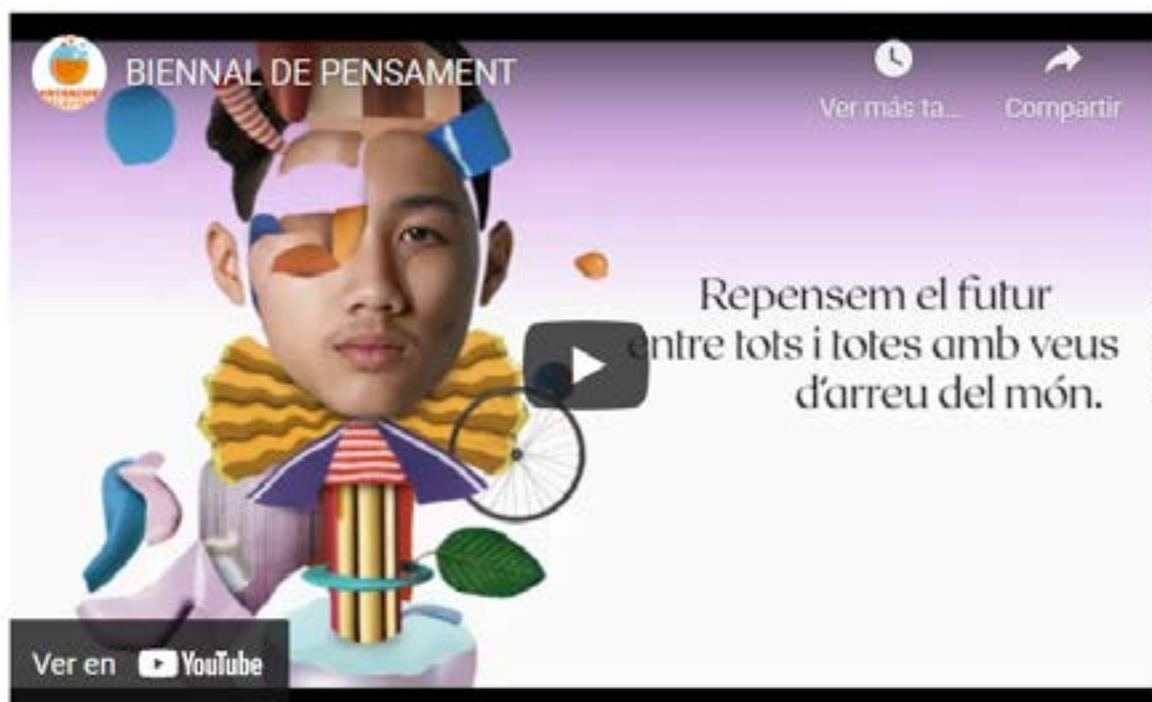 BIENNAL DE PENSAMENT
Ver más ta...
Compartir
Repensem el futur
entre tots i totes amb veus
d'arreu del món.
Ver en YouTube